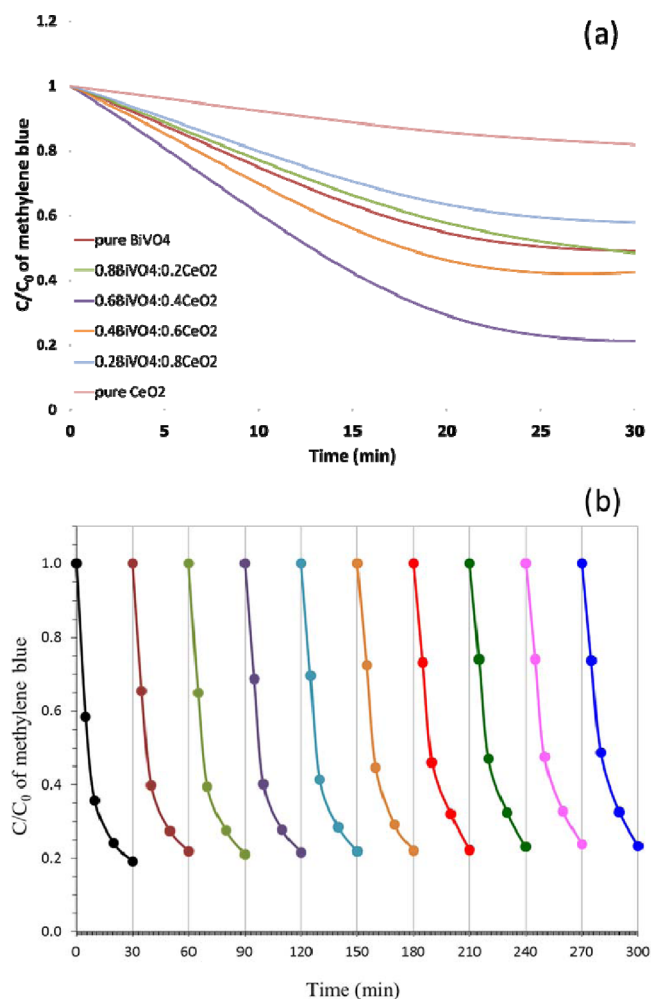 (a)
1.2
1
0.8
0.6
0.4
0.2
0
C/C0 of methylene blue
pure BiVO4
0.8BiVO4:0.2CeO2
0.6BiVO4:0.4CeO2
0.4BiVO4:0.6CeO2
0.2BiVO4:0.8CeO2
pure CeO2
0 5 10 15 20 25 30
Time (min)
(b)
1.0
0.8
0.6
0.4
0.2
0.0
C/C0 of methylene blue
0 30 60 90 120 150 180 210 240 270 300
Time (min)